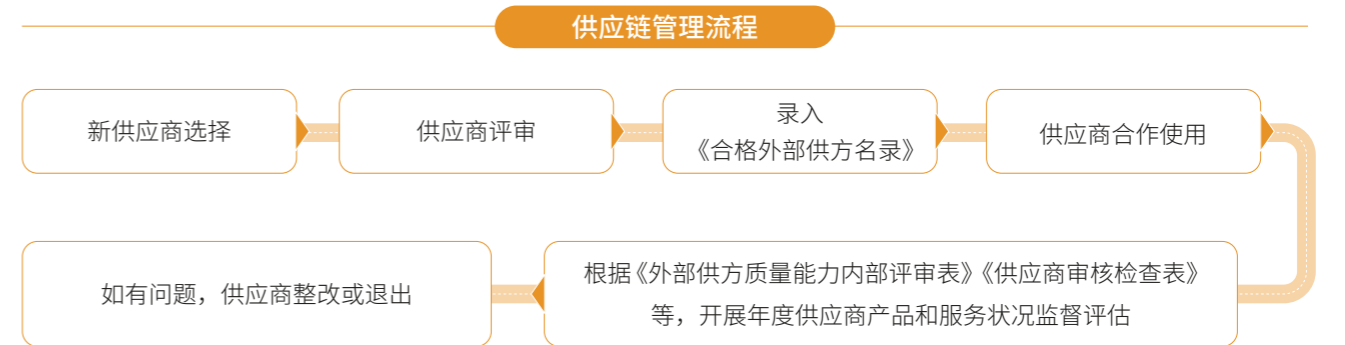 供应链管理流程
新供应商选择
供应商评审
录入
《合格外部供方名录》
供应商合作使用
根据《外部供方质量能力内部评审表》《供应商审核检查表》
等，开展年度供应商产品和服务状况监督评估
如有问题，供应商整改或退出